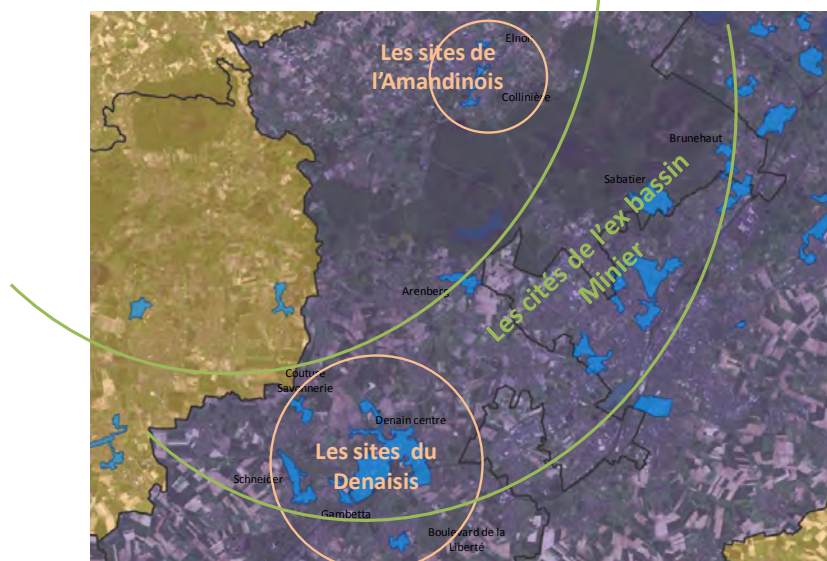 Elnon
Les sites de
l'Amandinois
Collinière
Brunehaut
Sabatier
Les cités de l'ex bassin
Minier
Arenberg
Couture
Savonnerie
Denain centre
Les sites du
Denaisis
Schneider
Gambetta
Boulevard de la
Liberté